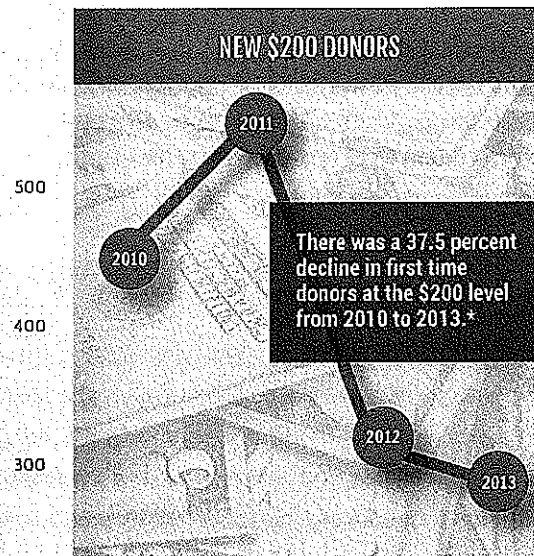 NEW $200 DONORS
2011
500
2010
There was a 37.5 percent
decline in first time
donors at the $200 level
from 2010 to 2013.*
400
2012
300
2013